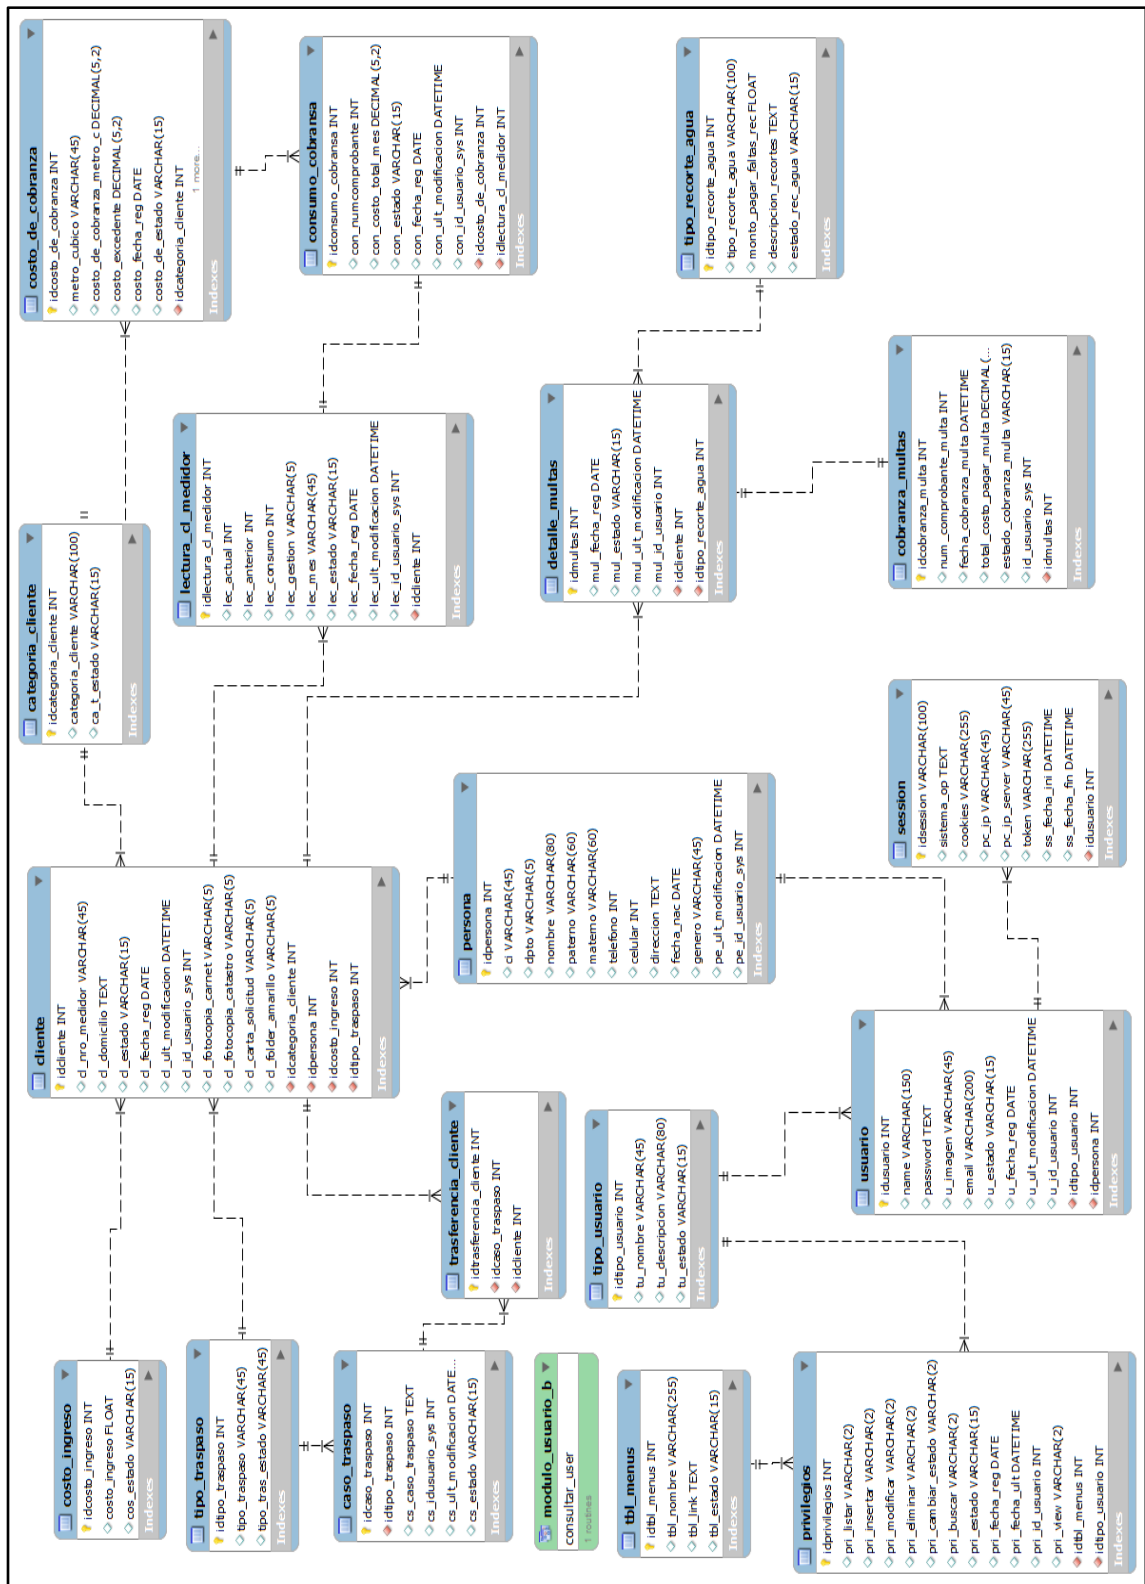 costo_ingreso
idcosto_ingreso INT
costo_ingreso FLOAT
cos_estado VARCHAR(15)
Indexes
tipo_traspaso
idtipo_traspaso INT
tipo_traspaso VARCHAR(45)
tipo_tras_estado VARCHAR(45)
Indexes
caso_traspaso
idcaso_traspaso INT
idtipo_traspaso INT
cs_caso_traspaso TEXT
cs_idusuario_sys INT
cs_ult_modificacion DATE...
cs_estado VARCHAR(15)
Indexes
modulo_usuario_b
consultar_user
1 routines
tbl_menus
idtbl_menus INT
tbl_nombre VARCHAR(255)
tbl_link TEXT
tbl_estado VARCHAR(15)
Indexes
privilegios
idprivilegios INT
pri_listar VARCHAR(2)
pri_insertar VARCHAR(2)
pri_modificar VARCHAR(2)
pri_eliminar VARCHAR(2)
pri_cambiar_estado VARCHAR(2)
pri_buscar VARCHAR(2)
pri_estado VARCHAR(15)
pri_fecha_reg DATE
pri_fecha_ult DATETIME
pri_id_usuario INT
pri_view VARCHAR(2)
idtbl_menus INT
idtipo_usuario INT
Indexes
cliente
idcliente INT
cl_nro_medidor VARCHAR(45)
cl_domicilio TEXT
cl_estado VARCHAR(15)
cl_fecha_reg DATE
cl_ult_modificacion DATETIME
cl_id_usuario_sys INT
cl_fotocopia_carnet VARCHAR(5)
cl_fotocopia_catastro VARCHAR(5)
cl_carta_solicitud VARCHAR(5)
cl_folder_amarillo VARCHAR(5)
idcategoria_cliente INT
idpersona INT
idcosto_ingreso INT
idtipo_traspaso INT
Indexes
trasferencia_cliente
idtrasferencia_client INT
idcaso_traspaso INT
idcliente INT
Indexes
tipo_usuario
idtipo_usuario INT
tu_nombre VARCHAR(45)
tu_descripcion VARCHAR(80)
tu_estado VARCHAR(15)
Indexes
usuario
idusuario INT
name VARCHAR(150)
password TEXT
u_imagen VARCHAR(45)
email VARCHAR(200)
u_estado VARCHAR(15)
u_fecha_reg DATE
u_ult_modificacion DATETIME
u_id_usuario INT
idtipo_usuario INT
idpersona INT
Indexes
categoria_cliente
idcategoria_cliente INT
categoria_cliente VARCHAR(100)
ca_t_estado VARCHAR(15)
Indexes
lectura_cl_medidor
idlectura_cl_medidor INT
lec_actual INT
lec_anterior INT
lec_consumo INT
lec_gestion VARCHAR(5)
lec_mes VARCHAR(45)
lec_estado VARCHAR(15)
lec_fecha_reg DATE
lec_ult_modificacion DATETIME
lec_id_usuario_sys INT
idcliente INT
Indexes
persona
idpersona INT
ci VARCHAR(45)
dpto VARCHAR(5)
nombre VARCHAR(80)
paterno VARCHAR(60)
materno VARCHAR(60)
telefono INT
celular INT
direccion TEXT
fecha_nac DATE
genero VARCHAR(45)
pe_ult_modificacion DATETIME
pe_id_usuario_sys INT
Indexes
session
idsession VARCHAR(100)
sistema_op TEXT
cookies VARCHAR(255)
pc_ip VARCHAR(45)
pc_ip_server VARCHAR(45)
token VARCHAR(255)
ss_fecha_ini DATETIME
ss_fecha_fin DATETIME
idusuario INT
Indexes
detalle_multas
idmultas INT
mul_fecha_reg DATE
mul_estado VARCHAR(15)
mul_ult_modificacion DATETIME
mul_id_usuario INT
idcliente INT
idtipo_recorte_agua INT
Indexes
cobranza_multas
idcobranza_multa INT
num_comprobante_multa INT
fecha_cobranza_multa DATETIME
total_costo_pagar_multa DECIMAL(...
estado_cobranza_multa VARCHAR(15)
id_usuario_sys INT
idmultas INT
Indexes
costo_de_cobranza
idcosto_de_cobranza INT
metro_cubico VARCHAR(45)
costo_de_cobranza_metro_c DECIMAL(5,2)
costo_excedente DECIMAL(5,2)
costo_fecha_reg DATE
costo_de_estado VARCHAR(15)
idcategoria_cliente INT
1 more...
Indexes
consumo_cobransa
idconsumo_cobransa INT
con_numcomprobante INT
con_costo_total_mes DECIMAL(5,2)
con_estado VARCHAR(15)
con_fecha_reg DATE
con_ult_modificacion DATETIME
con_id_usuario_sys INT
idcosto_de_cobranza INT
idlectura_cl_medidor INT
Indexes
tipo_recorte_agua
idtipo_recorte_agua INT
tipo_recorte_agua VARCHAR(100)
monto_pagar_faltas_rec FLOAT
descripcion_recortes TEXT
estado_rec_agua VARCHAR(15)
Indexes